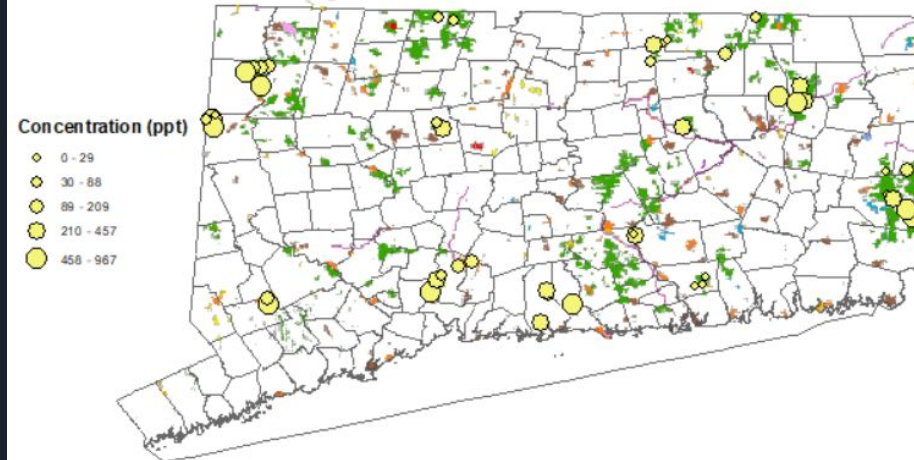 Concentration (ppt)
0 - 29
30 - 88
89 - 209
210 - 457
458 - 967